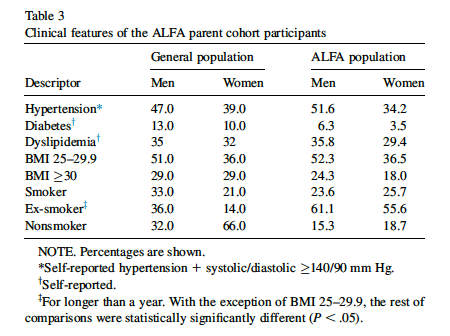 Table 3
Clinical features of the ALFA parent cohort participants
General population ALFA population
Descriptor Men Women Men Women
Hypertension* 47.0 39.0 51.6 34.2
Diabetes† 13.0 10.0 6.3 3.5
Dyslipidemia† 35 32 35.8 29.4
BMI 25–29.9 51.0 36.0 52.3 36.5
BMI ≥30 29.0 29.0 24.3 18.0
Smoker 33.0 21.0 23.6 25.7
Ex-smoker‡ 36.0 14.0 61.1 55.6
Nonsmoker 32.0 66.0 15.3 18.7
NOTE. Percentages are shown.
*Self-reported hypertension + systolic/diastolic ≥140/90 mm Hg.
†Self-reported.
‡For longer than a year. With the exception of BMI 25–29.9, the rest of
comparisons were statistically significantly different (P < .05).